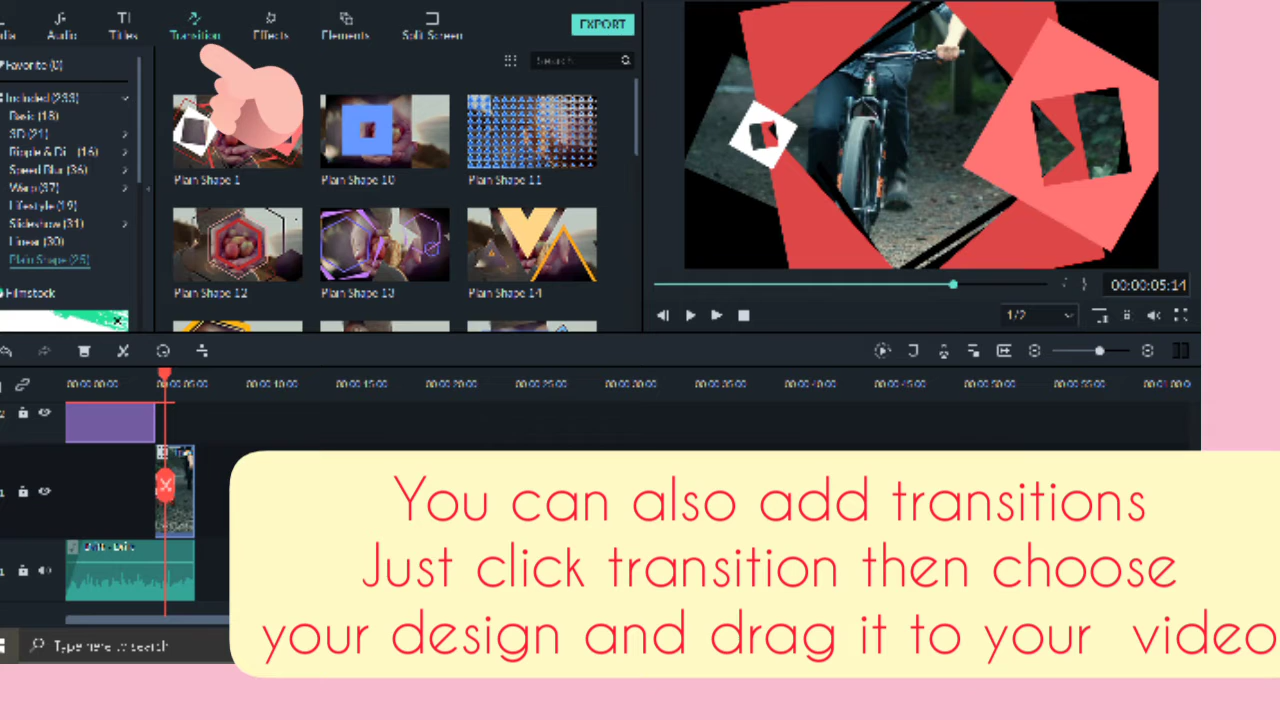 Audio
Titles
Transition
Effects
Elements
Split Screen
EXPORT
Favorite (0)
Search
Included (233)
Basic (18)
3D (21)
Ripple & Di... (16)
Speed Blur (36)
Warp (37)
Lifestyle (19)
Slideshow (31)
Linear (30)
Plain Shape (25)
Filmstock
Plain Shape 1
Plain Shape 10
Plain Shape 11
Plain Shape 12
Plain Shape 13
Plain Shape 14
00:00:05:14
1/2
00:00:00:00
00:00:05:00
00:00:10:00
00:00:15:00
00:00:20:00
00:00:25:00
00:00:30:00
00:00:35:00
00:00:40:00
00:00:45:00
00:00:50:00
00:00:55:00
00:01:00:0
You can also add transitions
Just click transition then choose
your design and drag it to your video
Type here to search